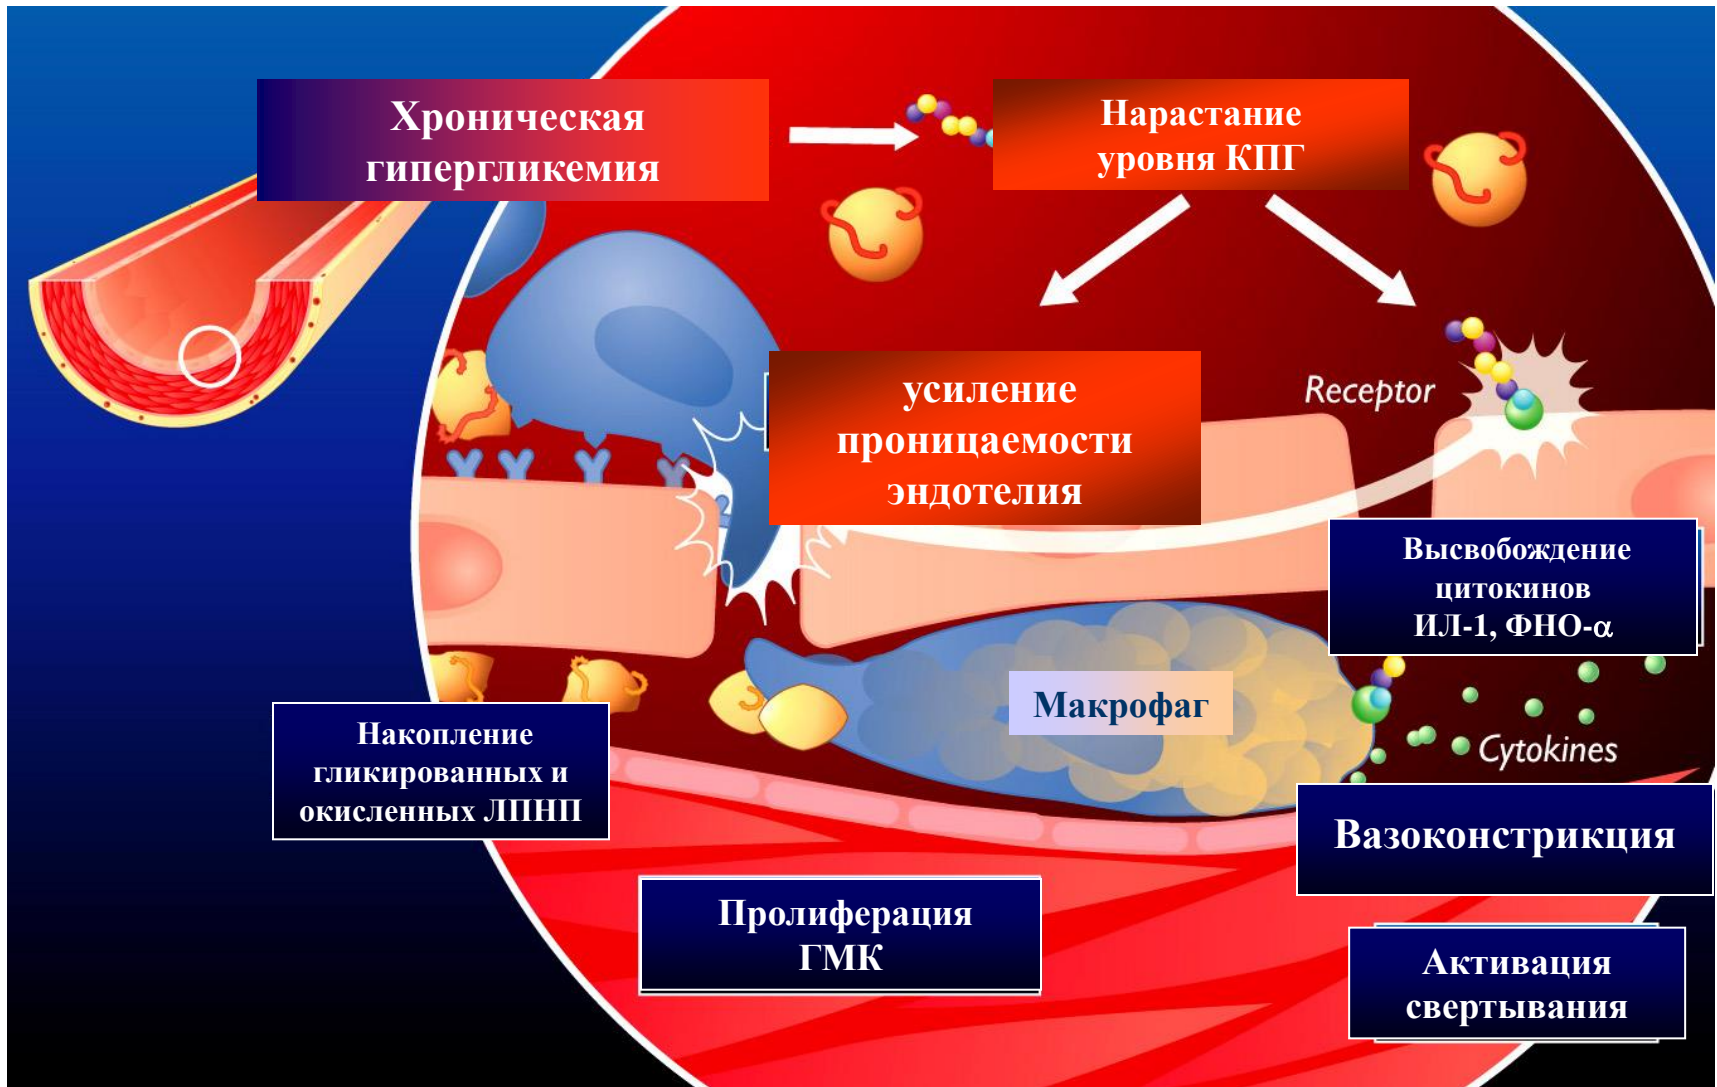 Хроническая
гипергликемия
Нарастание
уровня КПГ
усиление
проницаемости
эндотелия
Receptor
Высвобождение
цитокинов
ИЛ-1, ФНО-α
Макрофаг
Накопление
гликированных и
окисленных ЛПНП
Cytokines
Вазоконстрикция
Пролиферация
ГМК
Активация
свертывания